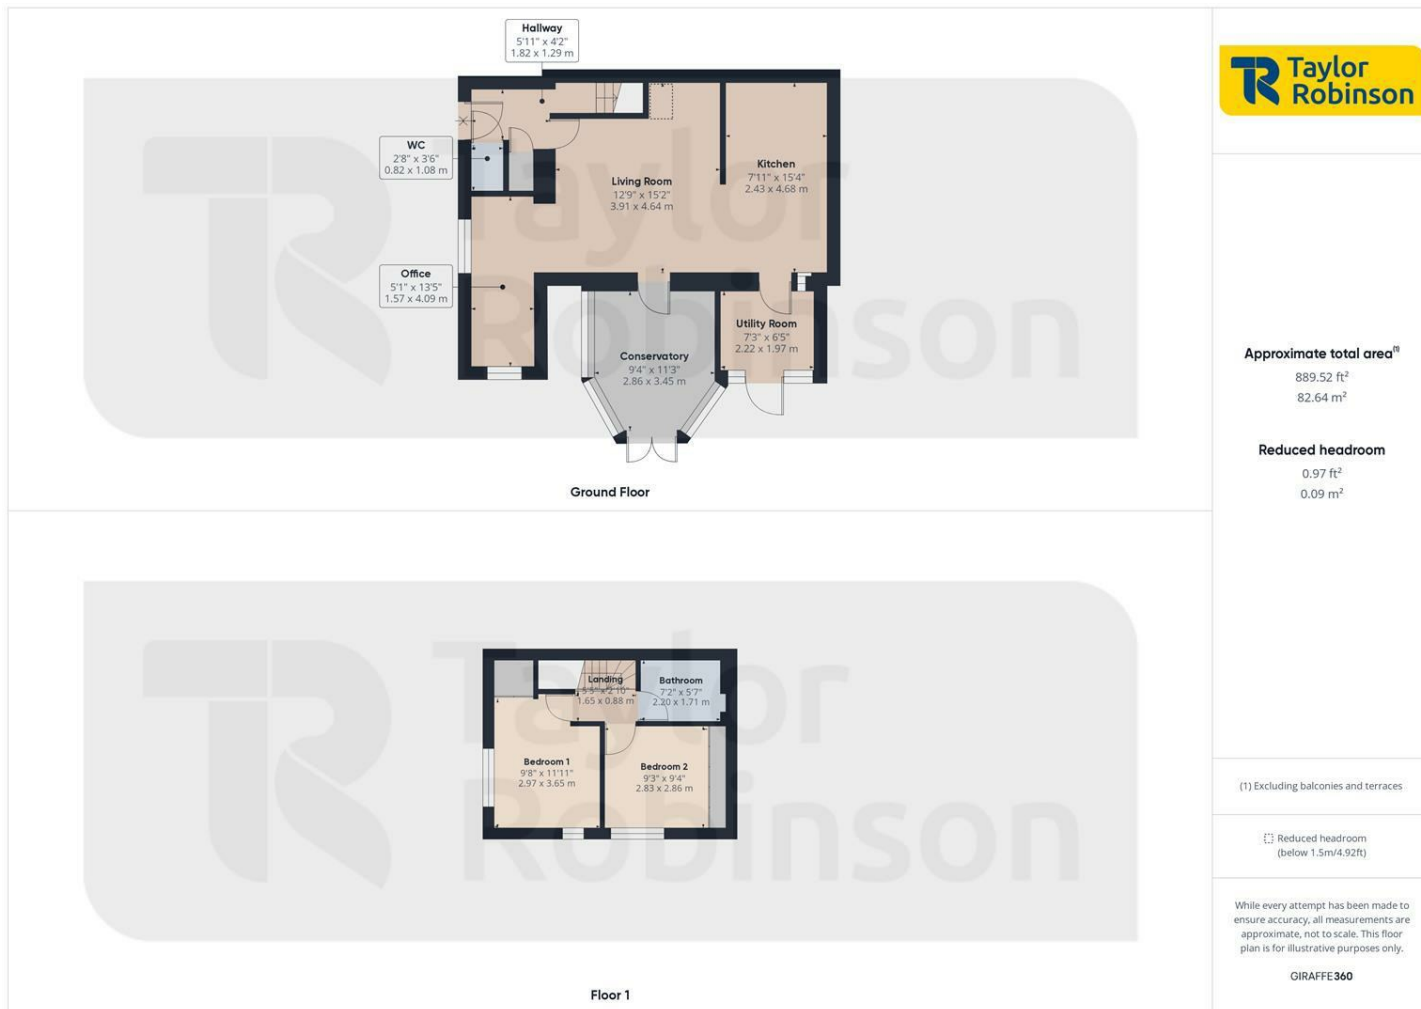 Hallway
5'11" x 4'2"
1.82 x 1.29 m
WC
2'8" x 3'6"
0.82 x 1.08 m
Living Room
12'9" x 15'2"
3.91 x 4.64 m
Kitchen
7'11" x 15'4"
2.43 x 4.68 m
Office
5'1" x 13'5"
1.57 x 4.09 m
Conservatory
9'4" x 11'3"
2.86 x 3.45 m
Utility Room
7'3" x 6'5"
2.22 x 1.97 m
Taylor
Robinson
Ground Floor
Landing
5'5" x 2'10"
1.65 x 0.88 m
Bathroom
7'2" x 5'7"
2.20 x 1.71 m
Bedroom 1
9'8" x 11'11"
2.97 x 3.65 m
Bedroom 2
9'3" x 9'4"
2.83 x 2.86 m
Taylor
Robinson
Floor 1
Taylor
Robinson
Approximate total area⁽¹⁾
889.52 ft²
82.64 m²
Reduced headroom
0.97 ft²
0.09 m²
(1) Excluding balconies and terraces
Reduced headroom
(below 1.5m/4.92ft)
While every attempt has been made to
ensure accuracy, all measurements are
approximate, not to scale. This floor
plan is for illustrative purposes only.
GIRAFFE360